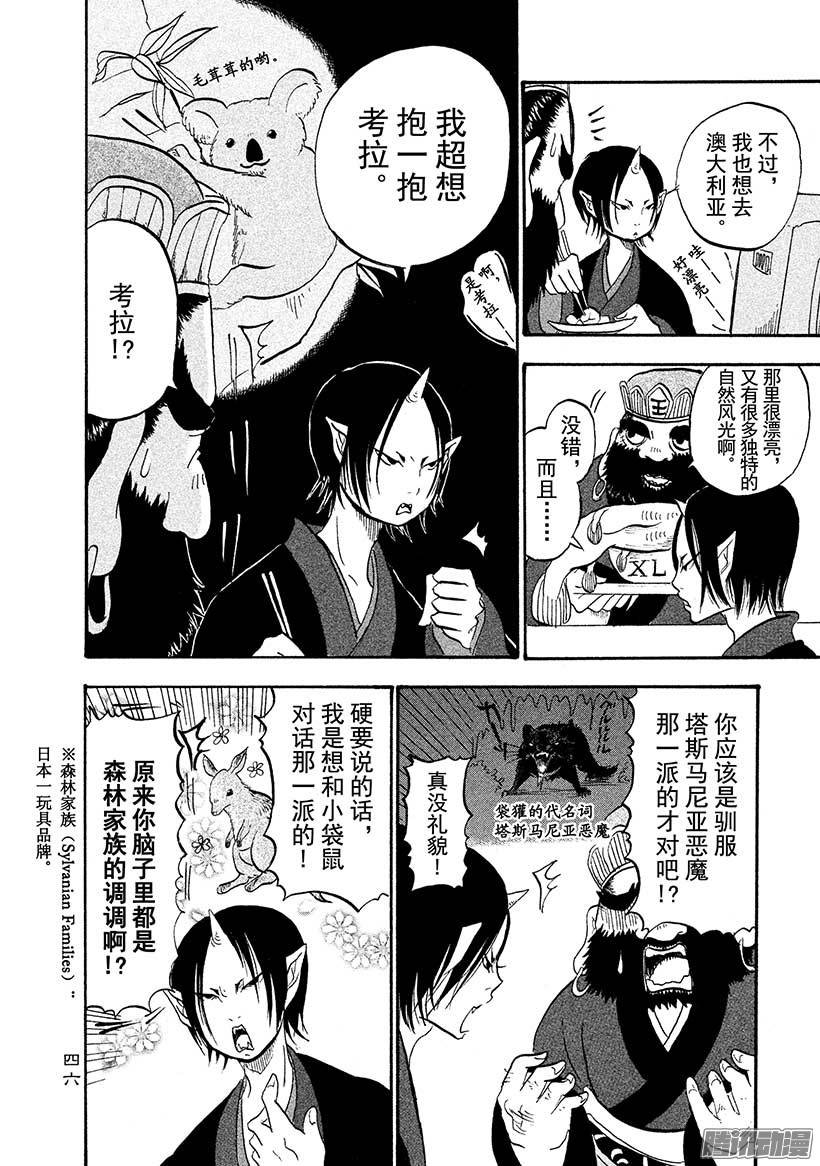 不过，
我也想去
澳大利亚。
好漂亮——
哇——
那里很漂亮，
又有很多独特的
自然风光啊。
没错，
而且……
王
XL
我超想
抱一抱
考拉。
毛茸茸的哟。
啊，
是考拉——
考拉!?
你应该是驯服
塔斯马尼亚恶魔
那一派的才对吧!?
袋獾的代名词
塔斯马尼亚恶魔
真没礼貌！
硬要说的话，
我是想和小袋鼠
对话那一派的！
原来你脑子里都是
森林家族的调调啊!?
※森林家族（Sylvanian Families）：
日本一玩具品牌。
四六
腾讯动漫